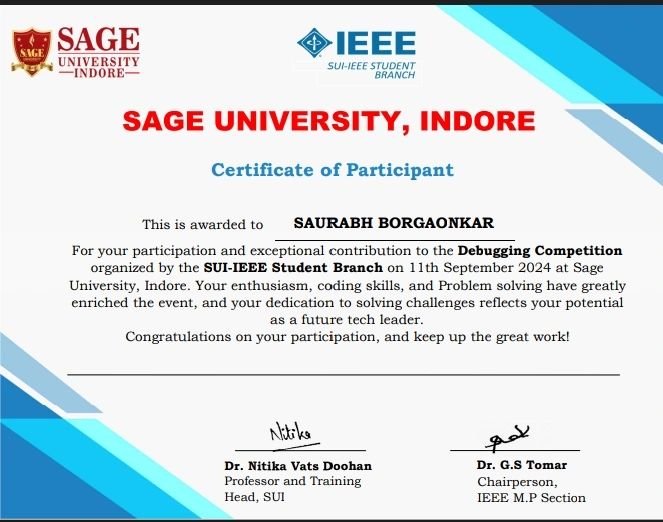 SAGE
SAGE
UNIVERSITY
INDORE
IEEE
SUI-IEEE STUDENT
BRANCH
SAGE UNIVERSITY, INDORE
Certificate of Participant
This is awarded to SAURABH BORGAONKAR
For your participation and exceptional contribution to the Debugging Competition
organized by the SUI-IEEE Student Branch on 11th September 2024 at Sage
University, Indore. Your enthusiasm, coding skills, and Problem solving have greatly
enriched the event, and your dedication to solving challenges reflects your potential
as a future tech leader.
Congratulations on your participation, and keep up the great work!
Nitika
Dr. Nitika Vats Doohan
Professor and Training
Head, SUI
Dr. G.S Tomar
Chairperson,
IEEE M.P Section